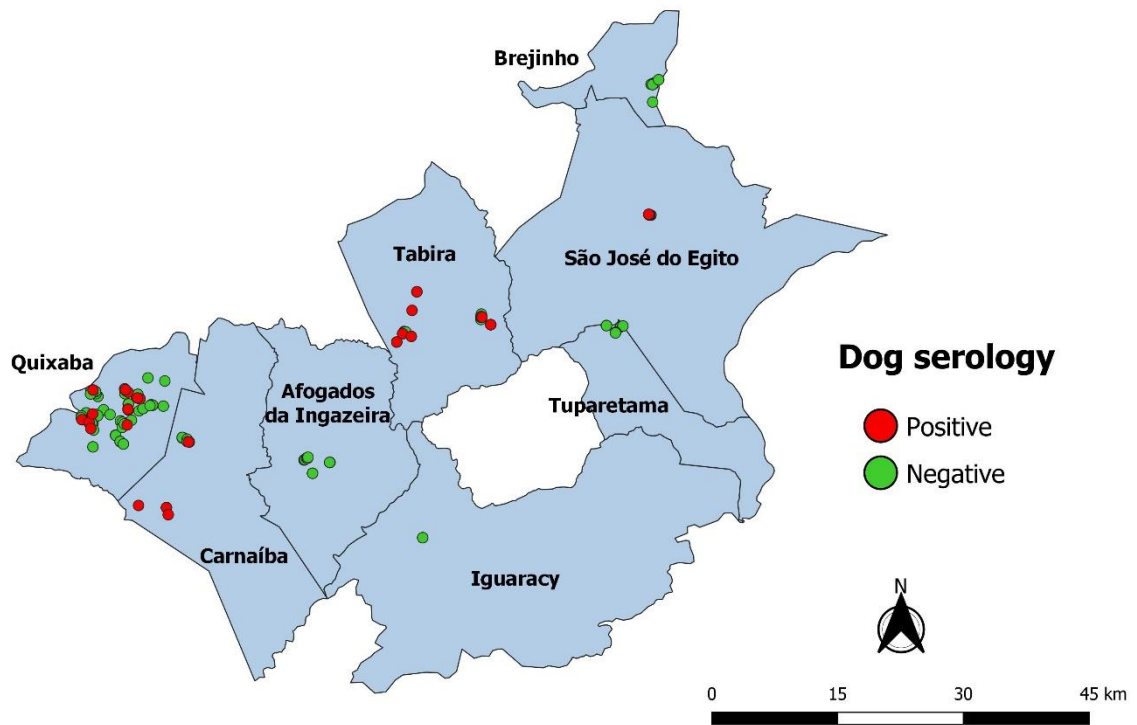 Brejinho
Tabira
São José do Egito
Quixaba
Afogados
da Ingazeira
Tuparetama
Carnaíba
Iguaracy
Dog serology
Positive
Negative
N
0 15 30 45 km